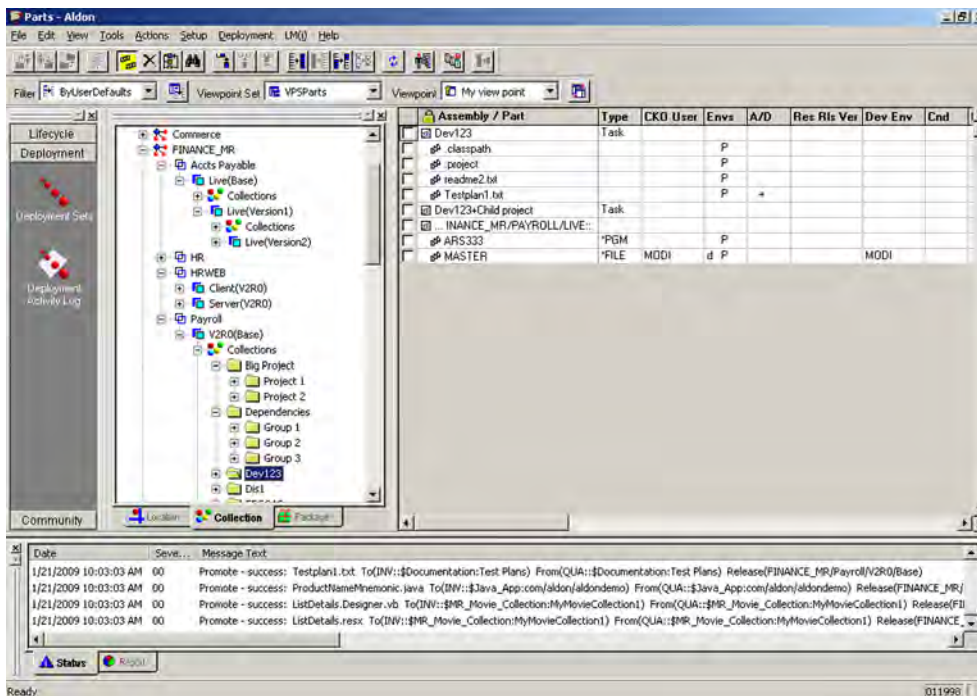 Parts - Aldon
File Edit View Tools Actions Setup Deployment LM(i) Help
Filter ByUserDefaults Viewpoint Set VPSParts Viewpoint My view point
Lifecycle
Deployment
Deployment Sets
Deployment Activity Log
Community
Commerce
FINANCE_MR
Accts Payable
Live(Base)
Collections
Live(Version1)
Collections
Live(Version2)
HR
HRWEB
Client(V2R0)
Server(V2R0)
Payroll
V2R0(Base)
Collections
Big Project
Project 1
Project 2
Dependencies
Group 1
Group 2
Group 3
Dev123
Dis1
Location Collection Package
Assembly / Part Type CKO User Envs A/D Res Rls Ver Dev Env Cnd
Dev123 Task
.classpath P
.project P
readme2.txt P
Testplan1.txt P +
Dev123+Child project Task
... INANCE_MR/PAYROLL/LIVE::
ARS333 *PGM P
MASTER *FILE MODI d P MODI
Date Seve... Message Text
1/21/2009 10:03:03 AM 00 Promote - success: Testplan1.txt To(INV::$Documentation:Test Plans) From(QUA::$Documentation:Test Plans) Release(FINANCE_MR/Payroll/V2R0/Base)
1/21/2009 10:03:03 AM 00 Promote - success: ProductNameMnemonic.java To(INV::$Java_App:com/aldon/aldondemo) From(QUA::$Java_App:com/aldon/aldondemo) Release(FINANCE_MR/
1/21/2009 10:03:03 AM 00 Promote - success: ListDetails.Designer.vb To(INV::$MR_Movie_Collection:MyMovieCollection1) From(QUA::$MR_Movie_Collection:MyMovieCollection1) Release(FI
1/21/2009 10:03:03 AM 00 Promote - success: ListDetails.resx To(INV::$MR_Movie_Collection:MyMovieCollection1) From(QUA::$MR_Movie_Collection:MyMovieCollection1) Release(FINANCE_
Status Report
Ready 011998